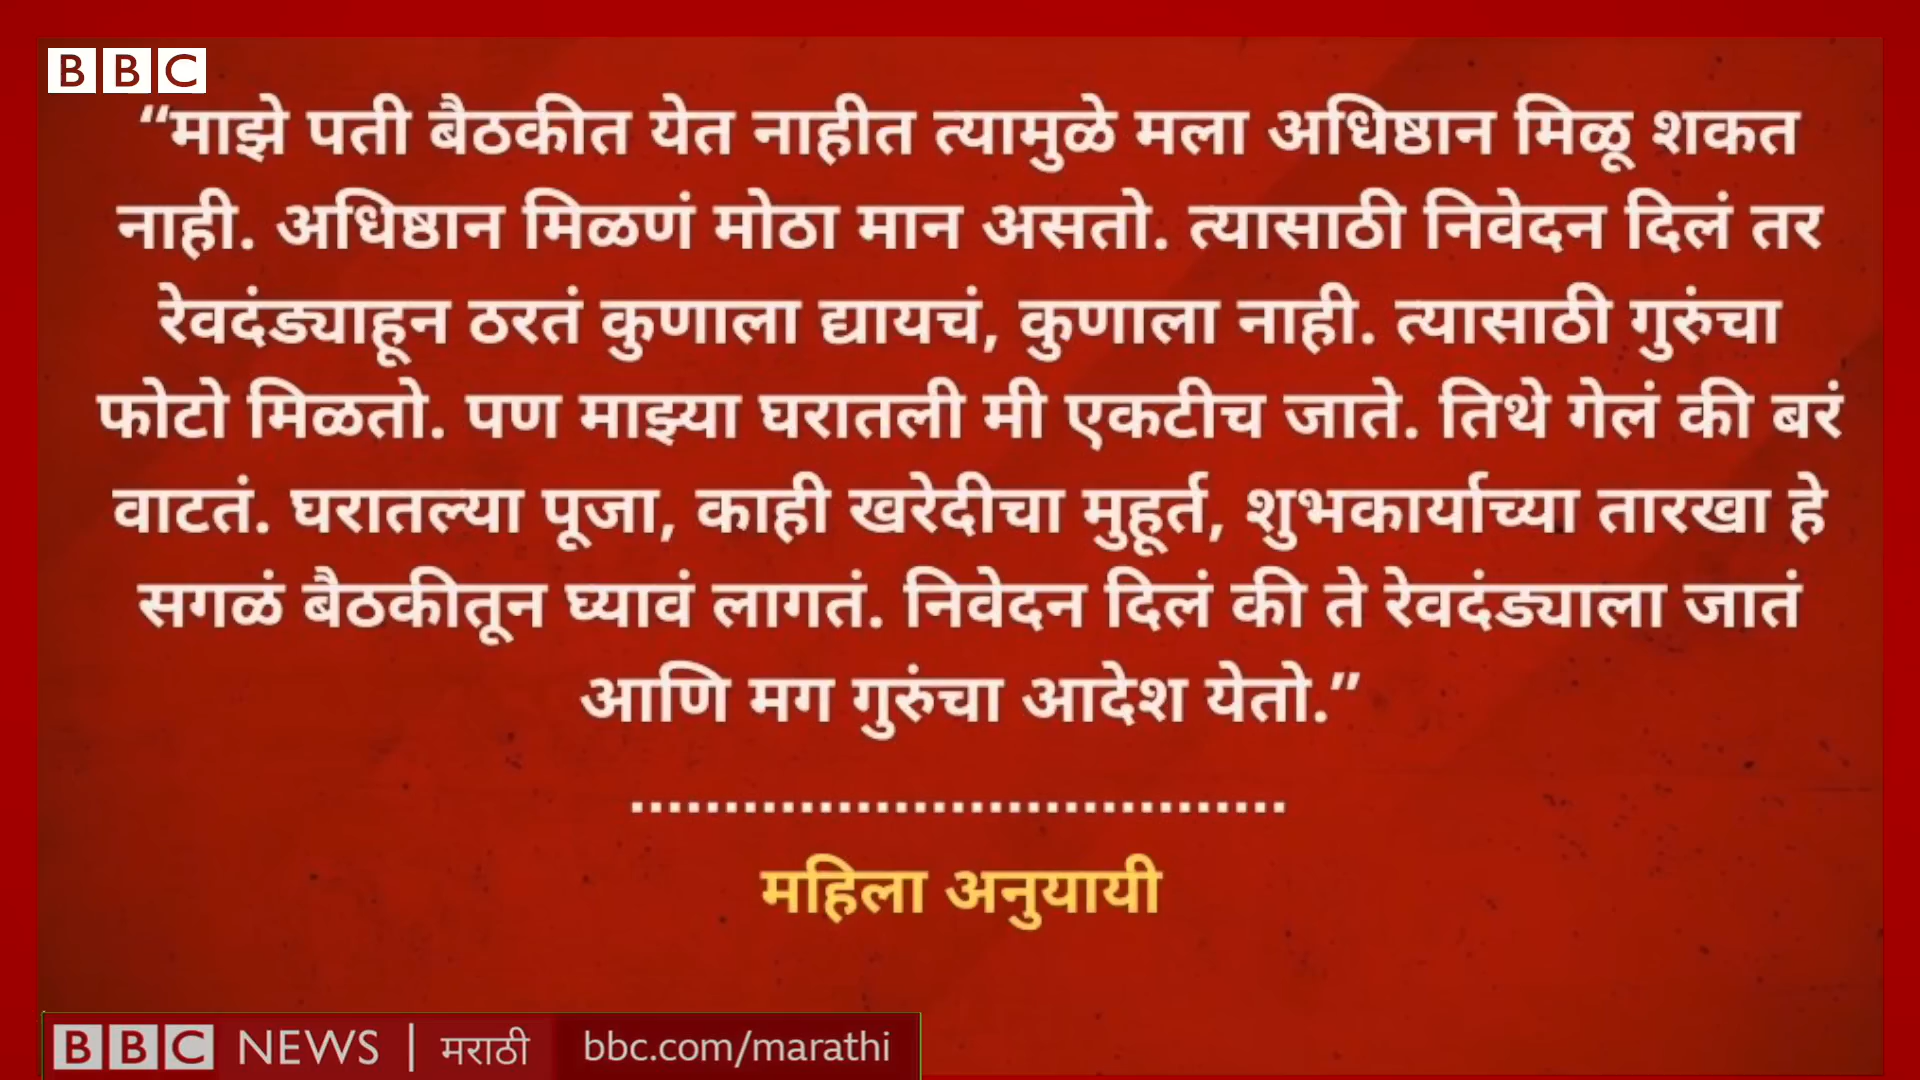 BBC
“माझे पती बैठकीत येत नाहीत त्यामुळे मला अधिष्ठान मिळू शकत
नाही. अधिष्ठान मिळणं मोठा मान असतो. त्यासाठी निवेदन दिलं तर
रेवदंड्याहून ठरतं कुणाला द्यायचं, कुणाला नाही. त्यासाठी गुरुंचा
फोटो मिळतो. पण माझ्या घरातली मी एकटीच जाते. तिथे गेलं की बरं
वाटतं. घरातल्या पूजा, काही खरेदीचा मुहूर्त, शुभकार्याच्या तारखा हे
सगळं बैठकीतून घ्यावं लागतं. निवेदन दिलं की ते रेवदंड्याला जातं
आणि मग गुरुंचा आदेश येतो.”
...................................
महिला अनुयायी
BBC NEWS | मराठी bbc.com/marathi